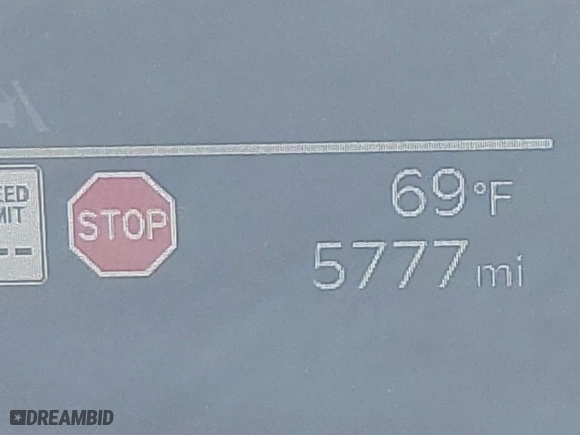 69°F
EED
MIT
--
STOP
5777 mi
DREAMBID